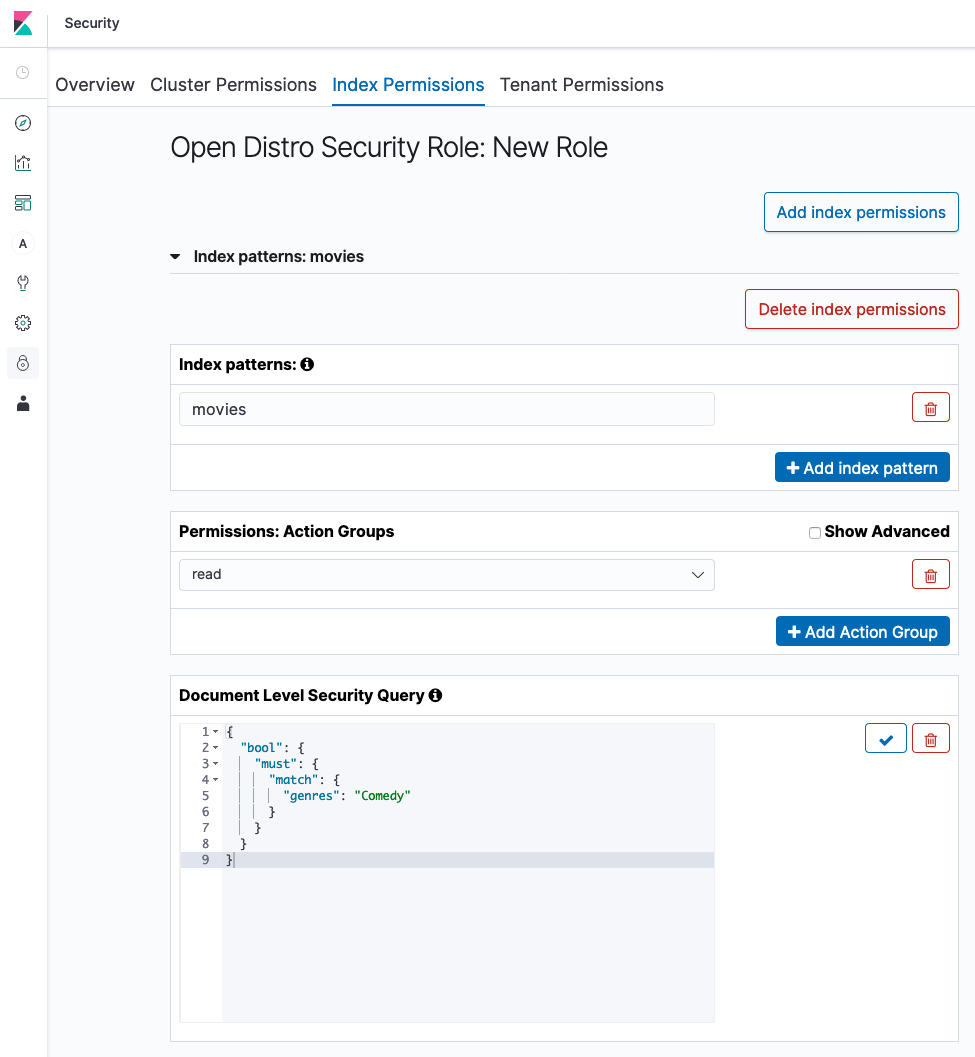 Security
Overview Cluster Permissions Index Permissions Tenant Permissions
Open Distro Security Role: New Role
Add index permissions
Index patterns: movies
A
Delete index permissions
Index patterns:
movies
Add index pattern
Permissions: Action Groups Show Advanced
read
Add Action Group
Document Level Security Query
1 {
2   "bool": {
3     "must": {
4       "match": {
5         "genres": "Comedy"
6       }
7     }
8   }
9 }